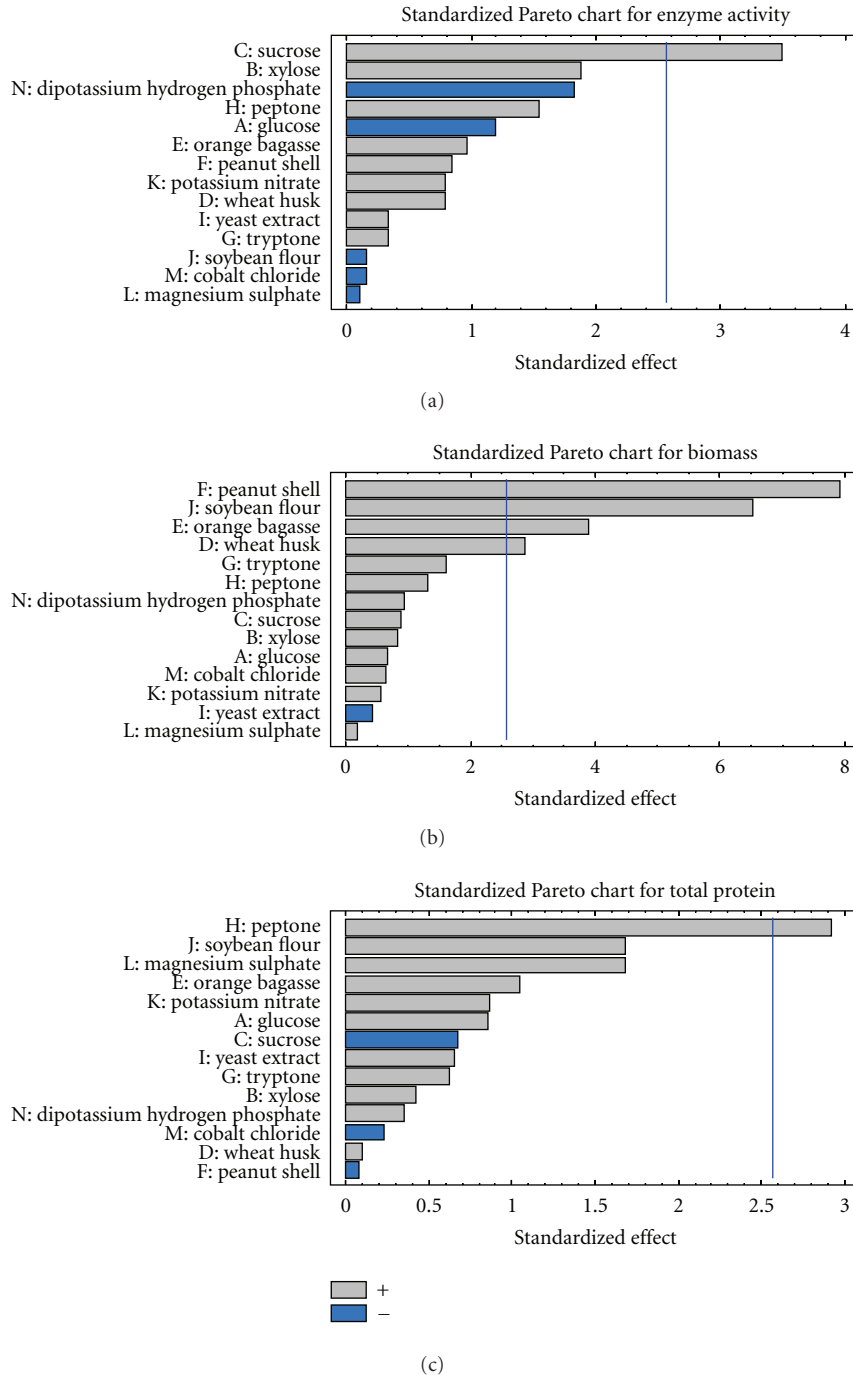 Standardized Pareto chart for enzyme activity
C: sucrose
B: xylose
N: dipotassium hydrogen phosphate
H: peptone
A: glucose
E: orange bagasse
F: peanut shell
K: potassium nitrate
D: wheat husk
I: yeast extract
G: tryptone
J: soybean flour
M: cobalt chloride
L: magnesium sulphate
0 1 2 3 4
Standardized effect
(a)
Standardized Pareto chart for biomass
F: peanut shell
J: soybean flour
E: orange bagasse
D: wheat husk
G: tryptone
H: peptone
N: dipotassium hydrogen phosphate
C: sucrose
B: xylose
A: glucose
M: cobalt chloride
K: potassium nitrate
I: yeast extract
L: magnesium sulphate
0 2 4 6 8
Standardized effect
(b)
Standardized Pareto chart for total protein
H: peptone
J: soybean flour
L: magnesium sulphate
E: orange bagasse
K: potassium nitrate
A: glucose
C: sucrose
I: yeast extract
G: tryptone
B: xylose
N: dipotassium hydrogen phosphate
M: cobalt chloride
D: wheat husk
F: peanut shell
0 0.5 1 1.5 2 2.5 3
Standardized effect
+
−
(c)